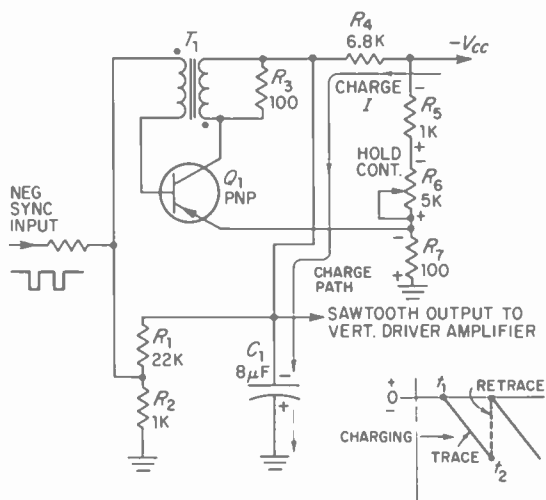 T1
R4
6.8K
-VCC
R3
100
CHARGE
I
-
R5
1K
+
HOLD
CONT.
-
R6
5K
+
Q1
PNP
NEG
SYNC
INPUT
-
R7
100
+
CHARGE
PATH
SAWTOOTH OUTPUT TO
VERT. DRIVER AMPLIFIER
R1
22K
C1
8µF
-
+
R2
1K
+
0
-
t1
RETRACE
CHARGING
TRACE
t2